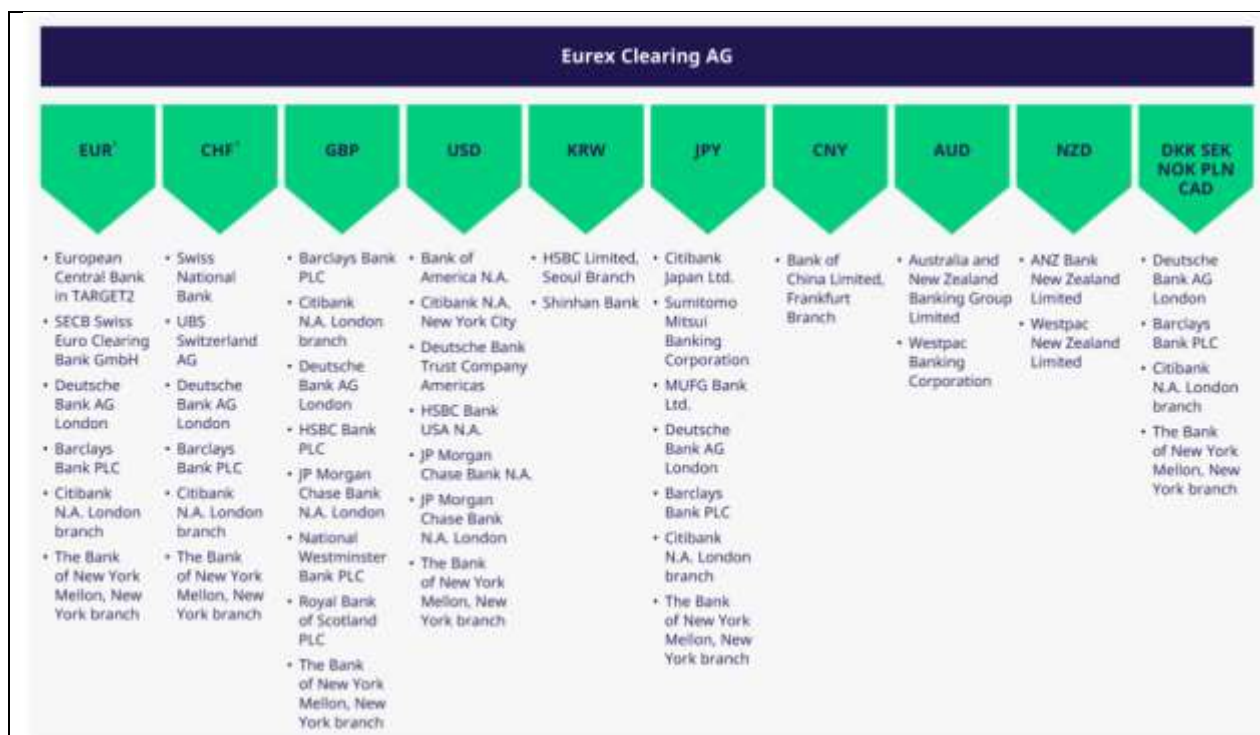 Eurex Clearing AG
EUR¹
• European
Central Bank
in TARGET2
• SECB Swiss
Euro Clearing
Bank GmbH
• Deutsche
Bank AG
London
• Barclays
Bank PLC
• Citibank
N.A. London
branch
• The Bank
of New York
Mellon, New
York branch
CHF¹
• Swiss
National
Bank
• UBS
Switzerland
AG
• Deutsche
Bank AG
London
• Barclays
Bank PLC
• Citibank
N.A. London
branch
• The Bank
of New York
Mellon, New
York branch
GBP
• Barclays Bank
PLC
• Citibank
N.A. London
branch
• Deutsche
Bank AG
London
• HSBC Bank
PLC
• JP Morgan
Chase Bank
N.A. London
• National
Westminster
Bank PLC
• Royal Bank
of Scotland
PLC
• The Bank
of New York
Mellon, New
York branch
USD
• Bank of
America N.A.
• Citibank N.A.
New York City
• Deutsche Bank
Trust Company
Americas
• HSBC Bank
USA N.A.
• JP Morgan
Chase Bank N.A.
• JP Morgan
Chase Bank
N.A. London
• The Bank
of New York
Mellon, New
York branch
KRW
• HSBC Limited,
Seoul Branch
• Shinhan Bank
JPY
• Citibank
Japan Ltd.
• Sumitomo
Mitsui
Banking
Corporation
• MUFG Bank
Ltd.
• Deutsche
Bank AG
London
• Barclays
Bank PLC
• Citibank
N.A. London
branch
• The Bank
of New York
Mellon, New
York branch
CNY
• Bank of
China Limited,
Frankfurt
Branch
AUD
• Australia and
New Zealand
Banking Group
Limited
• Westpac
Banking
Corporation
NZD
• ANZ Bank
New Zealand
Limited
• Westpac
New Zealand
Limited
DKK SEK
NOK PLN
CAD
• Deutsche
Bank AG
London
• Barclays
Bank PLC
• Citibank
N.A. London
branch
• The Bank
of New York
Mellon, New
York branch